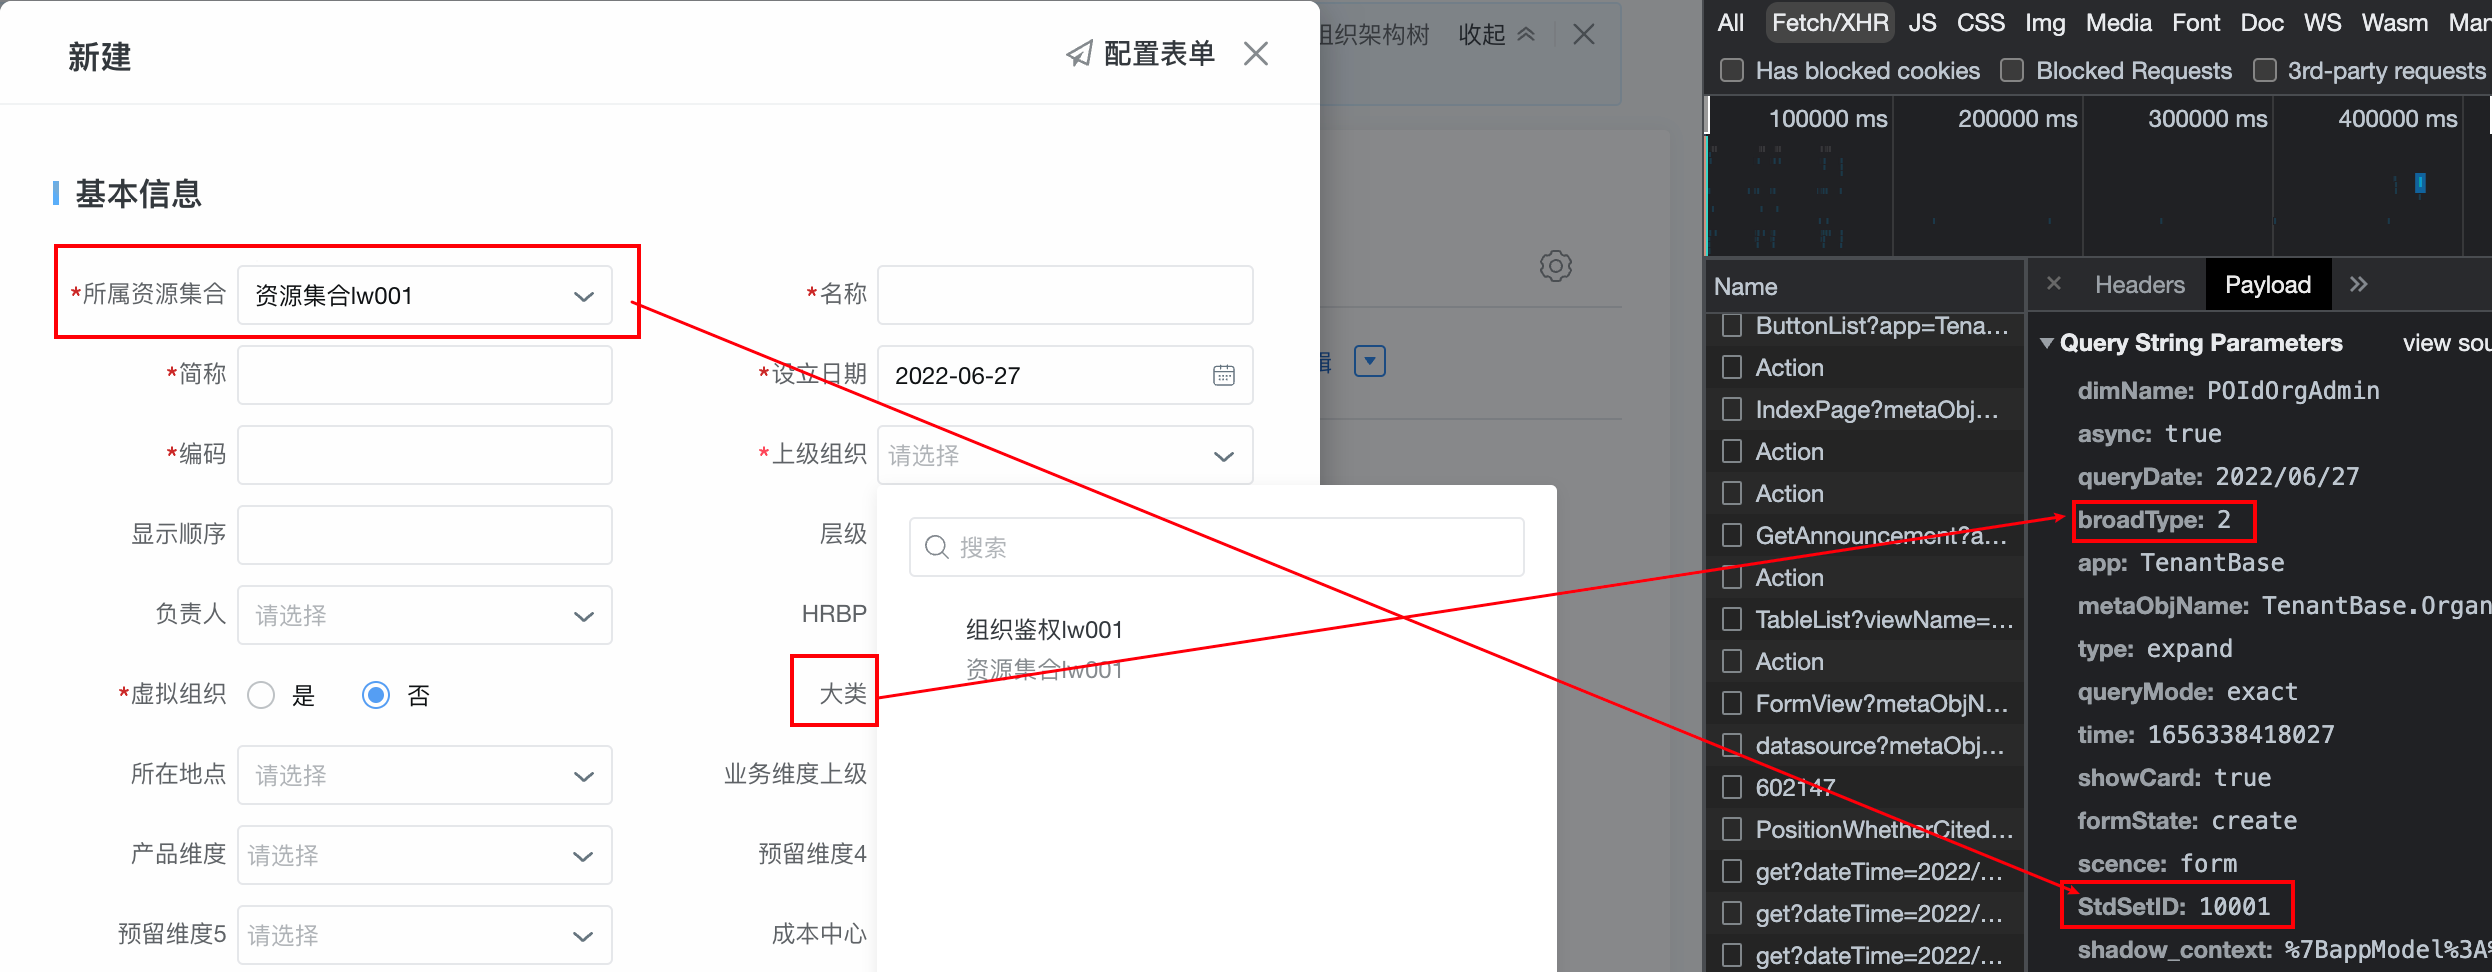 新建
配置表单
组织架构树 收起
基本信息
*所属资源集合 资源集合lw001
*名称
*简称
*设立日期 2022-06-27
*编码
*上级组织 请选择
显示顺序
层级
搜索
负责人 请选择
HRBP
组织鉴权lw001
资源集合lw001
*虚拟组织 是 否
大类
所在地点 请选择
业务维度上级
产品维度 请选择
预留维度4
预留维度5 请选择
成本中心
All Fetch/XHR JS CSS Img Media Font Doc WS Wasm Man
Has blocked cookies Blocked Requests 3rd-party requests
100000 ms 200000 ms 300000 ms 400000 ms
Name
ButtonList?app=Tena...
Action
IndexPage?metaObj...
Action
Action
GetAnnouncement?a...
Action
TableList?viewName=...
Action
FormView?metaObjN...
datasource?metaObj...
602147
PositionWhetherCited...
get?dateTime=2022/...
get?dateTime=2022/...
get?dateTime=2022/...
Headers Payload
Query String Parameters view sou
dimName: POIdOrgAdmin
async: true
queryDate: 2022/06/27
broadType: 2
app: TenantBase
metaObjName: TenantBase.Organ
type: expand
queryMode: exact
time: 1656338418027
showCard: true
formState: create
scence: form
StdSetID: 10001
shadow_context: %7BappModel%3A%